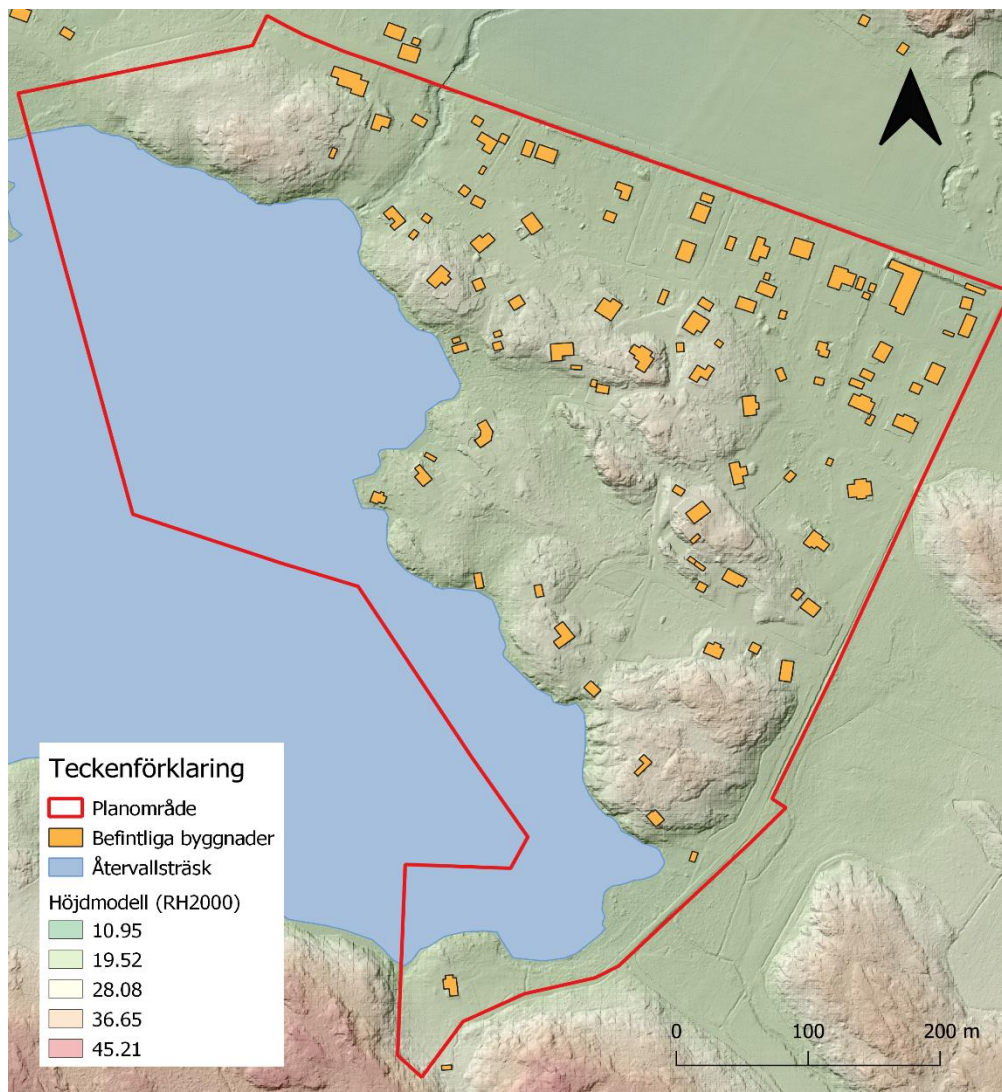 Teckenförklaring
Planområde
Befintliga byggnader
Återvallsträsk
Höjdmodell (RH2000)
10.95
19.52
28.08
36.65
45.21
0 100 200 m